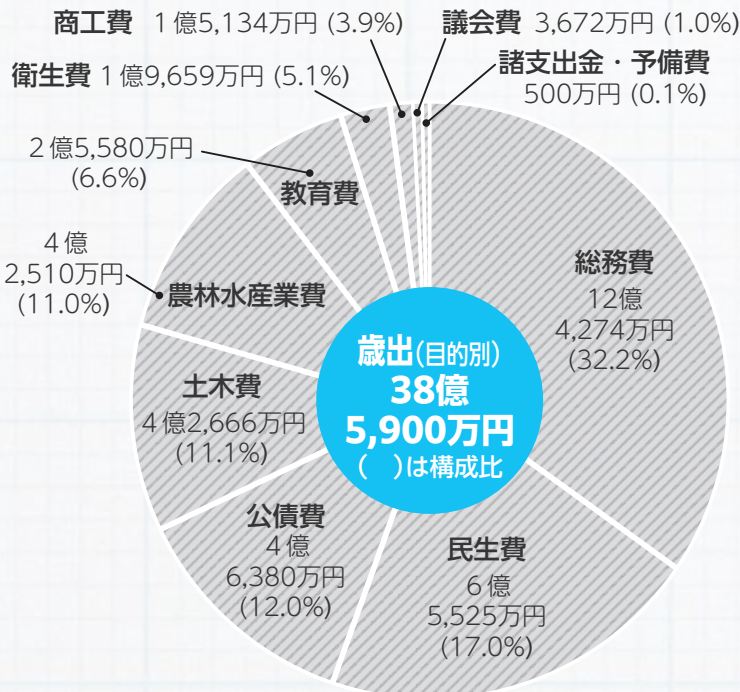 商工費 1億5,134万円 (3.9%)
議会費 3,672万円 (1.0%)
衛生費 1億9,659万円 (5.1%)
諸支出金・予備費
500万円 (0.1%)
2億5,580万円
(6.6%)
教育費
4億
2,510万円
(11.0%)
農林水産業費
総務費
12億
4,274万円
(32.2%)
歳出(目的別)
38億
5,900万円
(　)は構成比
土木費
4億2,666万円
(11.1%)
公債費
4億
6,380万円
(12.0%)
民生費
6億
5,525万円
(17.0%)